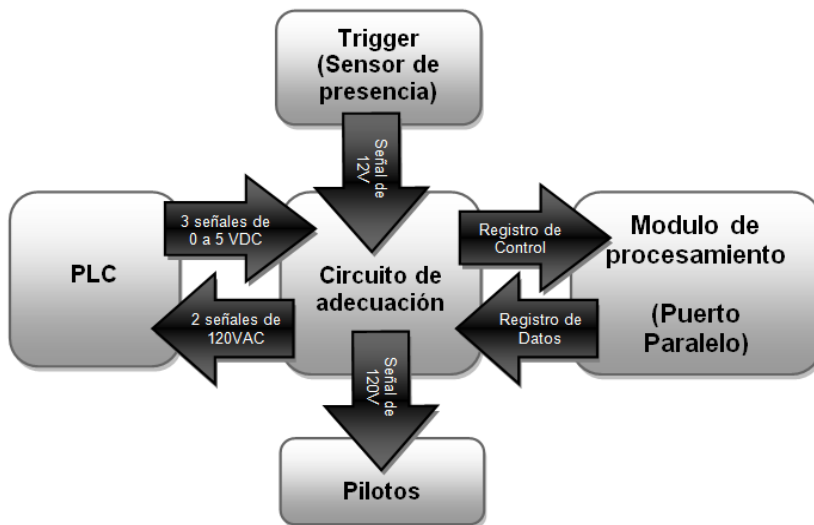 Trigger
(Sensor de
presencia)
Señal de
12V
3 señales de
0 a 5 VDC
Registro de
Control
PLC
Circuito de
adecuación
Modulo de
procesamiento
(Puerto
Paralelo)
2 señales de
120VAC
Registro de
Datos
Señal de
120V
Pilotos